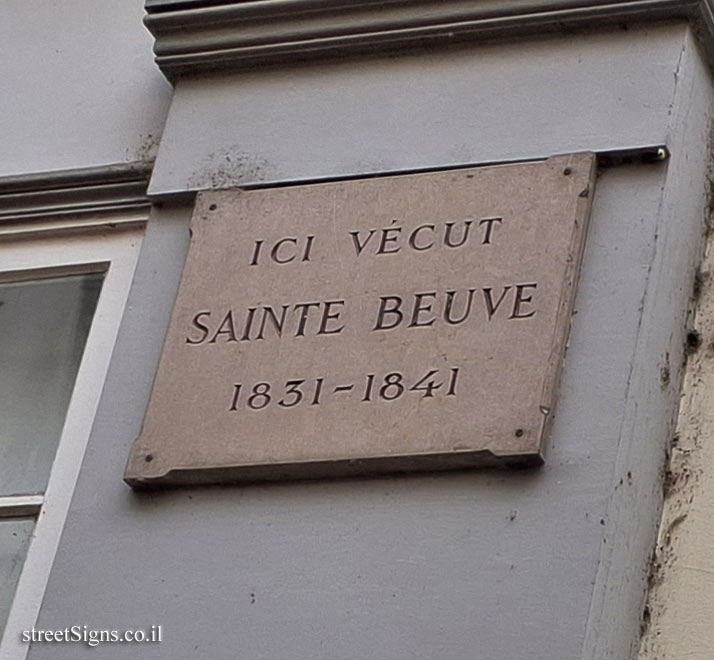 ICI VÉCUT
SAINTE BEUVE
1831-1841
streetSigns.co.il